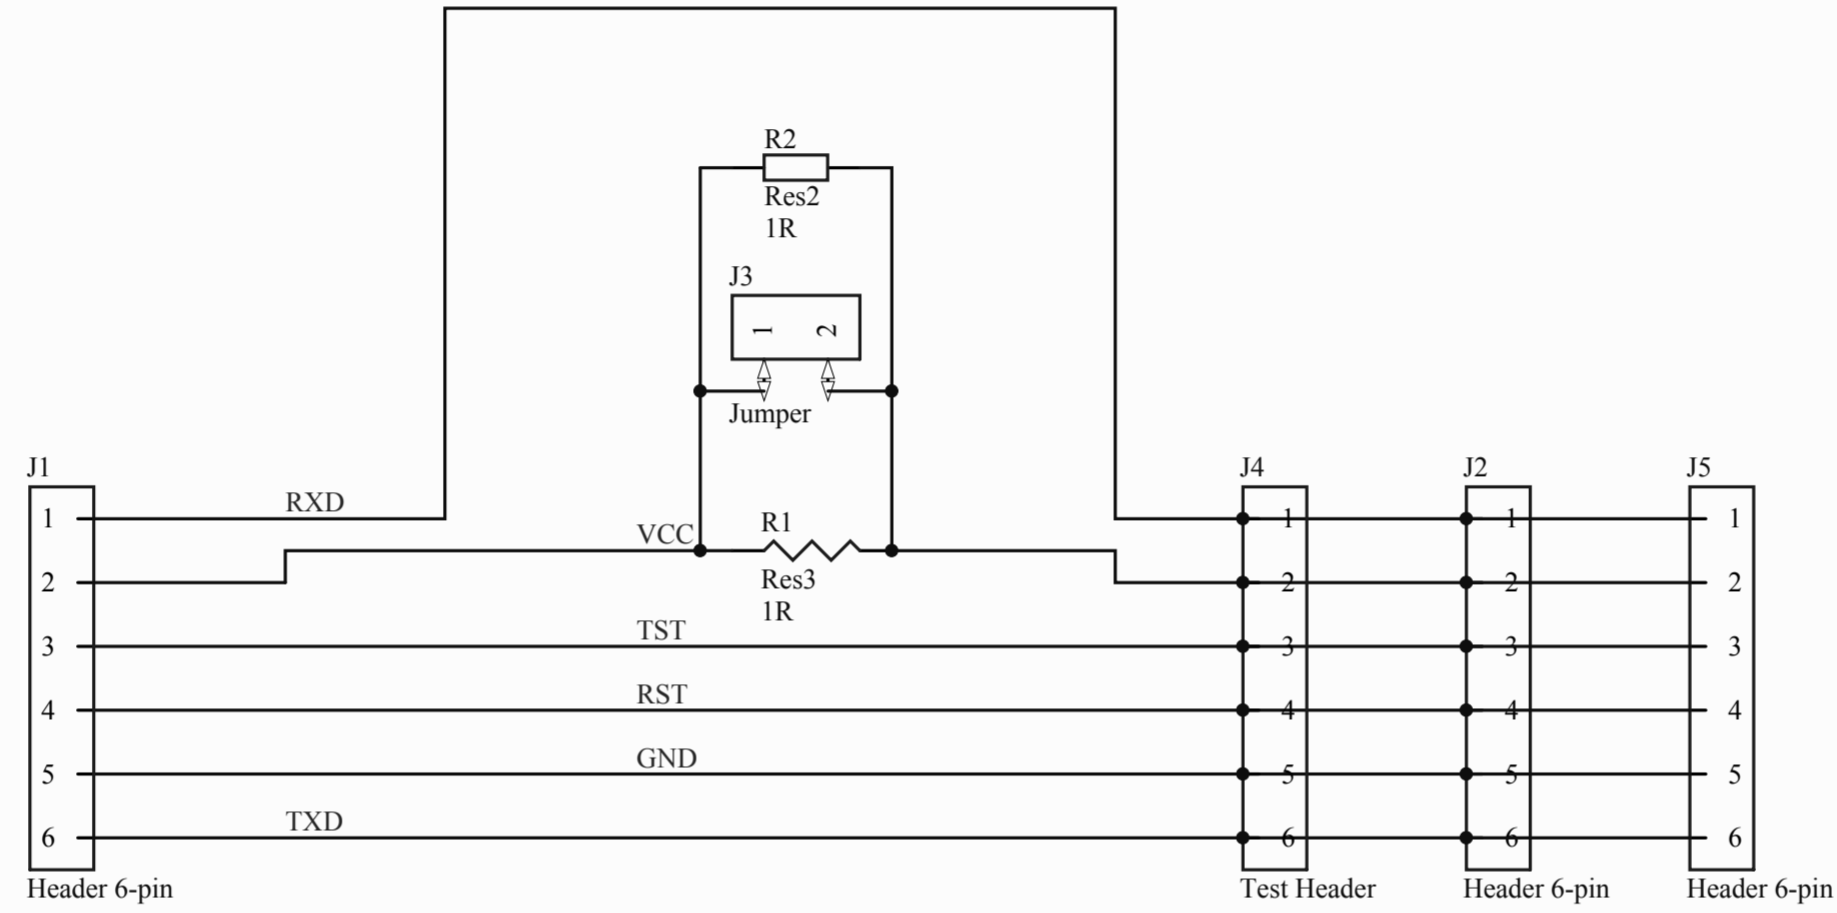 R2
Res2
1R
J3
1 2
Jumper
J1
RXD
1
2
3
4
5
6
Header 6-pin
VCC
R1
Res3
1R
TST
RST
GND
TXD
J4
1
2
3
4
5
6
Test Header
J2
1
2
3
4
5
6
Header 6-pin
J5
1
2
3
4
5
6
Header 6-pin